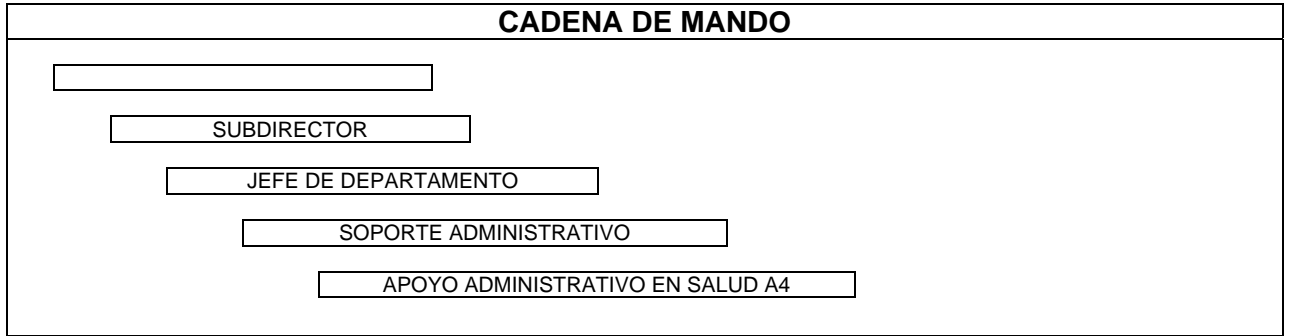 CADENA DE MANDO
SUBDIRECTOR
JEFE DE DEPARTAMENTO
SOPORTE ADMINISTRATIVO
APOYO ADMINISTRATIVO EN SALUD A4